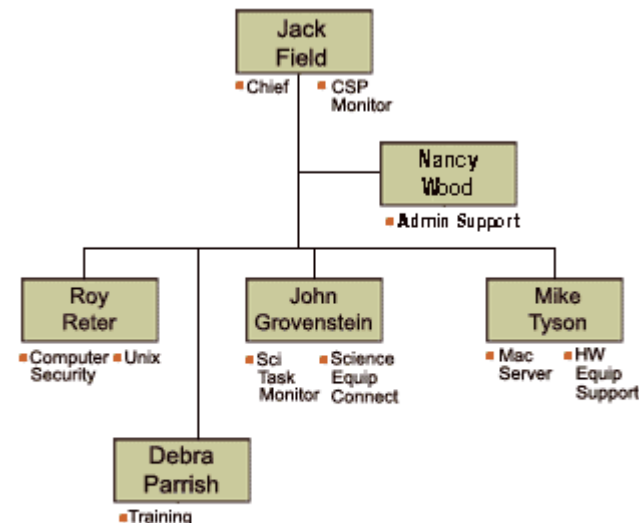 Jack
Field
Chief
CSP
Monitor
Nancy
Wood
Admin Support
Roy
Reter
Computer
Security
Unix
John
Grovenstein
Sci
Task
Monitor
Science
Equip
Connect
Mike
Tyson
Mac
Server
HW
Equip
Support
Debra
Parrish
Training